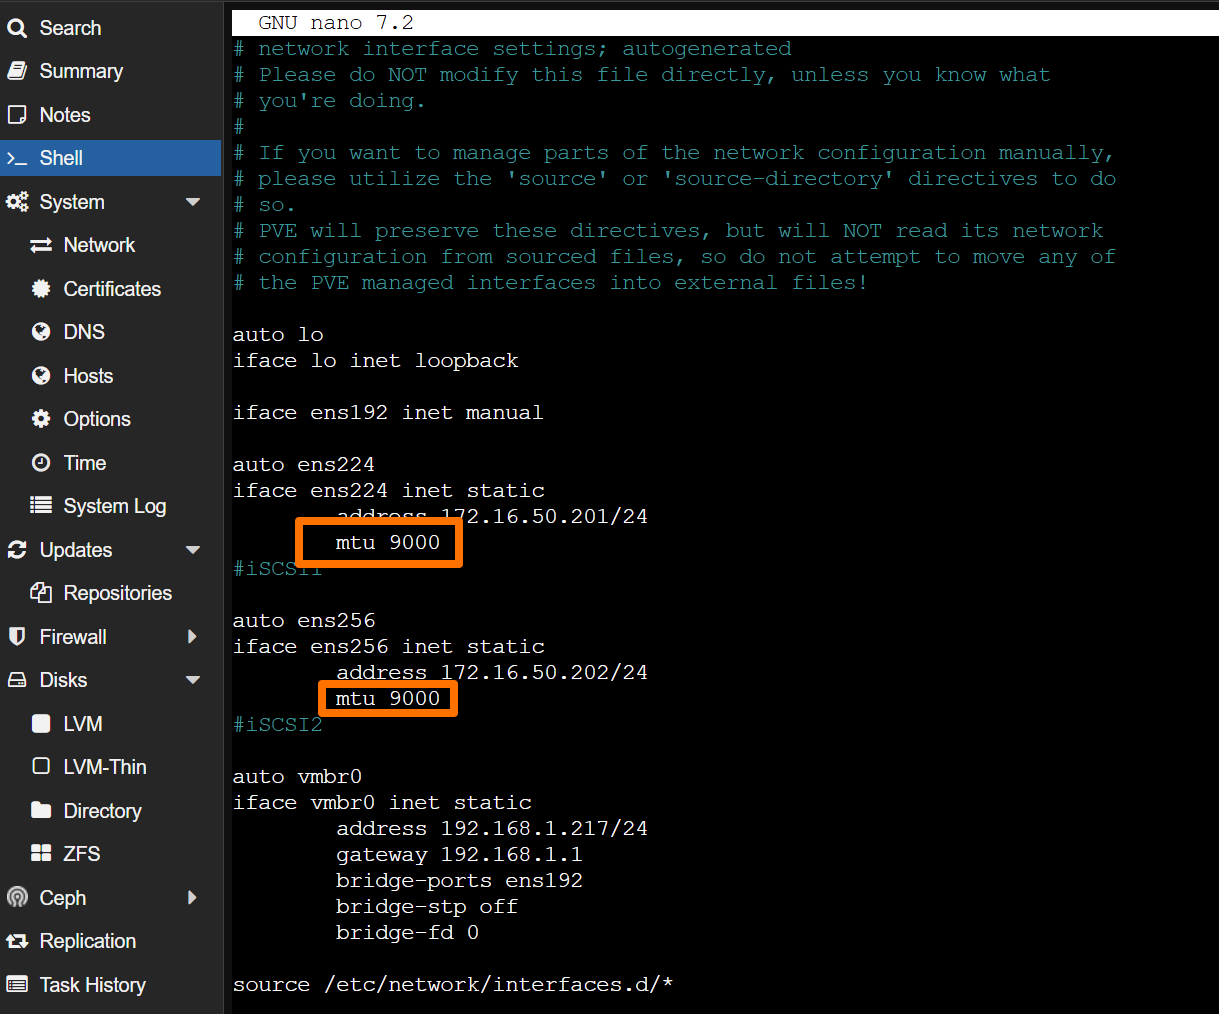 Search
Summary
Notes
Shell
System
Network
Certificates
DNS
Hosts
Options
Time
System Log
Updates
Repositories
Firewall
Disks
LVM
LVM-Thin
Directory
ZFS
Ceph
Replication
Task History
GNU nano 7.2
# network interface settings; autogenerated
# Please do NOT modify this file directly, unless you know what
# you're doing.
#
# If you want to manage parts of the network configuration manually,
# please utilize the 'source' or 'source-directory' directives to do
# so.
# PVE will preserve these directives, but will NOT read its network
# configuration from sourced files, so do not attempt to move any of
# the PVE managed interfaces into external files!
auto lo
iface lo inet loopback
iface ens192 inet manual
auto ens224
iface ens224 inet static
address 172.16.50.201/24
mtu 9000
#iSCSI1
auto ens256
iface ens256 inet static
address 172.16.50.202/24
mtu 9000
#iSCSI2
auto vmbr0
iface vmbr0 inet static
address 192.168.1.217/24
gateway 192.168.1.1
bridge-ports ens192
bridge-stp off
bridge-fd 0
source /etc/network/interfaces.d/*